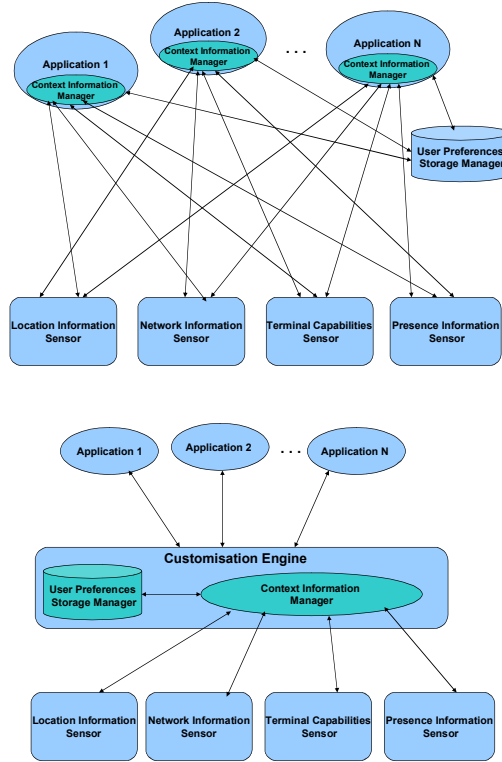 Application 1
Context Information
Manager
Application 2
Context Information
Manager
. . .
Application N
Context Information
Manager
User Preferences
Storage Manager
Location Information
Sensor
Network Information
Sensor
Terminal Capabilities
Sensor
Presence Information
Sensor
Application 1
Application 2
. . .
Application N
Customisation Engine
User Preferences
Storage Manager
Context Information
Manager
Location Information
Sensor
Network Information
Sensor
Terminal Capabilities
Sensor
Presence Information
Sensor